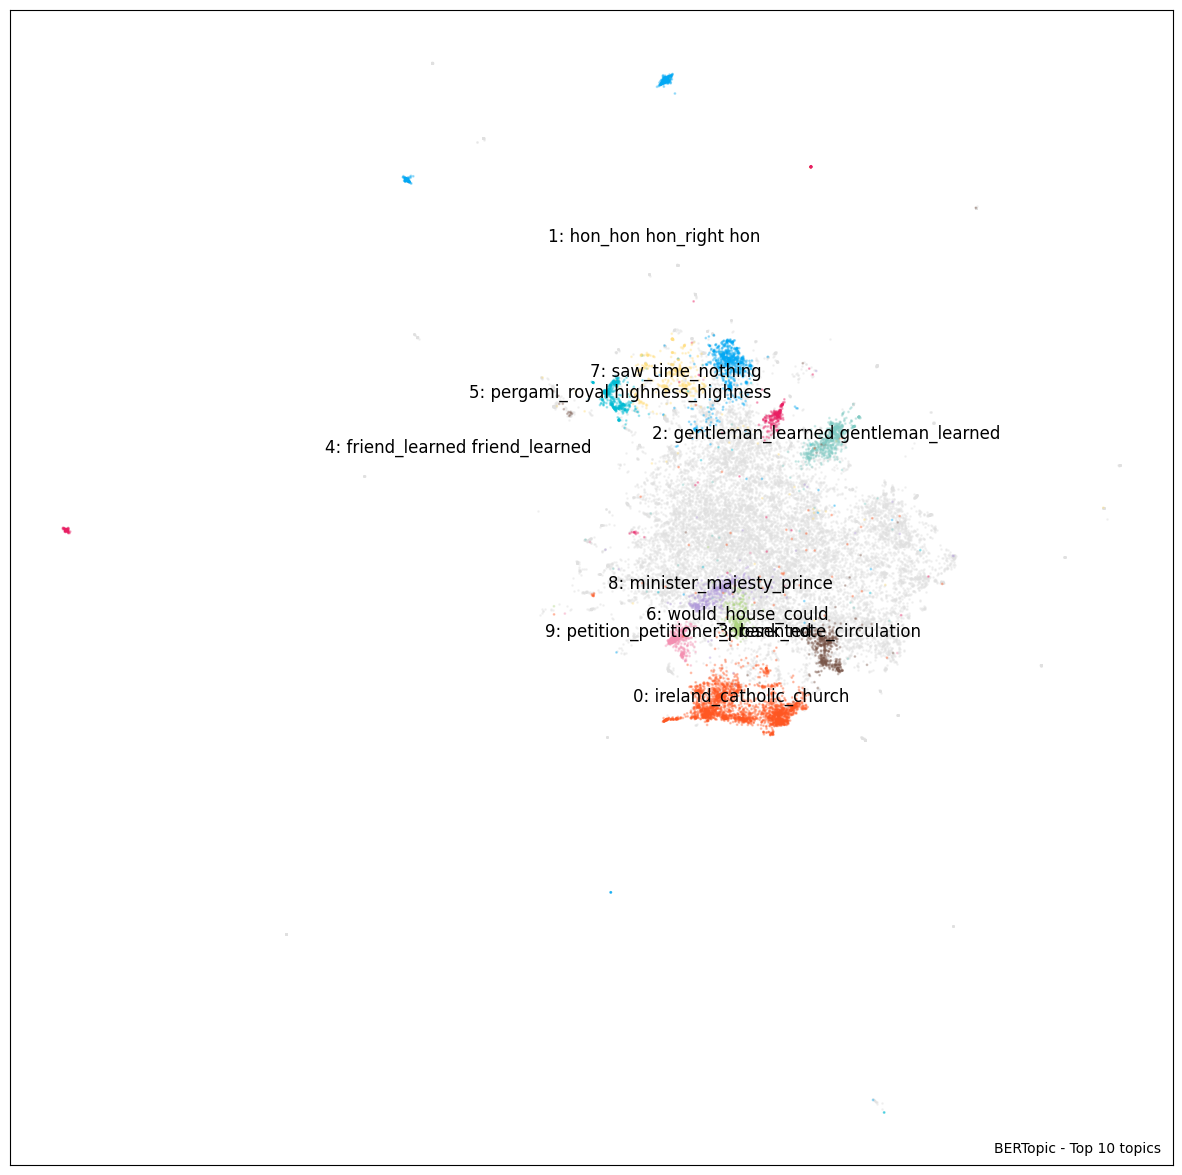 1: hon_hon hon_right hon
7: saw_time_nothing
5: pergami_royal highness_highness
2: gentleman_learned gentleman_learned
4: friend_learned friend_learned
8: minister_majesty_prince
6: would_house_could
9: petition_petitioner_presented
3: bank_note_circulation
0: ireland_catholic_church
BERTopic - Top 10 topics